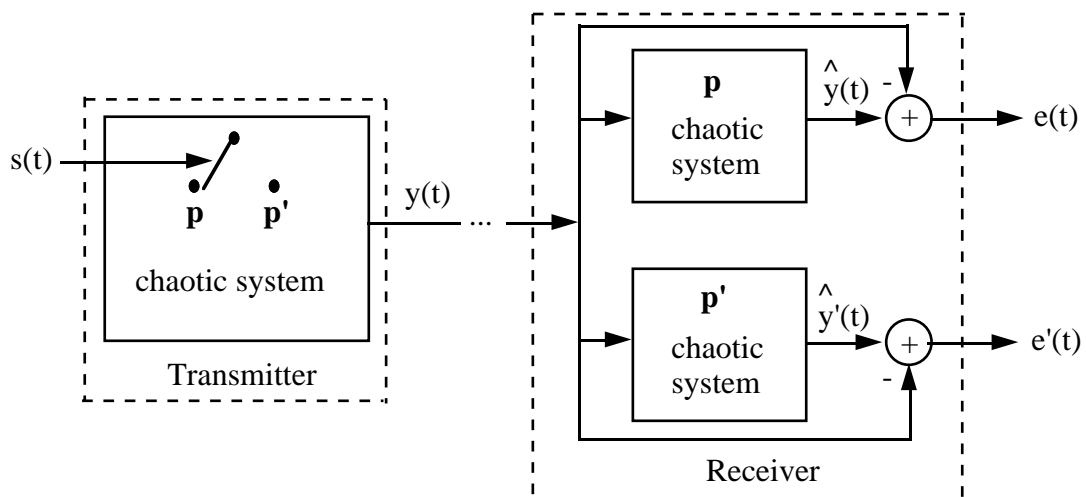 s(t)
p
p'
chaotic system
Transmitter
y(t)
...
p
chaotic
system
^
y(t)
-
+
e(t)
p'
chaotic
system
^
y'(t)
+
-
e'(t)
Receiver